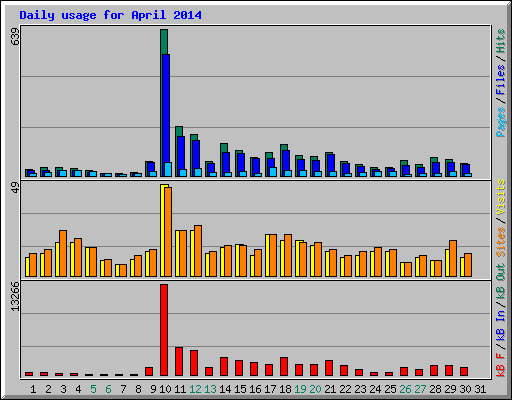 Daily usage for April 2014
639
49
13266
Pages / Files / Hits
Sites / Visits
kB F / kB In / kB Out
1 2 3 4 5 6 7 8 9 10 11 12 13 14 15 16 17 18 19 20 21 22 23 24 25 26 27 28 29 30 31